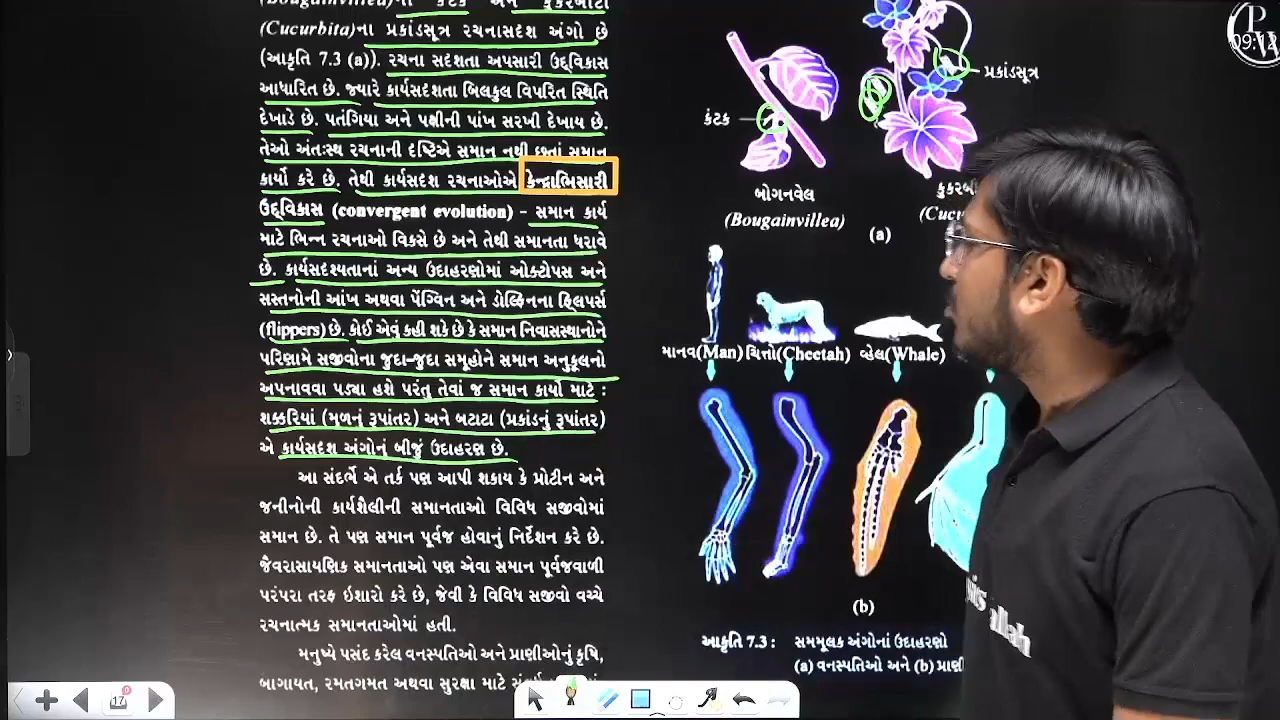 (Bougainvillea)ના કંટક અને કુકરબીટા
(Cucurbita)ના પ્રકાંડસૂત્ર રચનાસદશ અંગો છે
(આકૃતિ 7.3 (a)). રચના સદશતા અપસારી ઉદ્‌વિકાસ
આધારિત છે. જ્યારે કાર્યસદશતા બિલકુલ વિપરિત સ્થિતિ
દેખાડે છે. પતંગિયા અને પક્ષીની પાંખ સરખી દેખાય છે.
તેઓ અંતઃસ્થ રચનાની દૃષ્ટિએ સમાન નથી છતાં સમાન
કાર્યો કરે છે. તેથી કાર્યસદશ રચનાઓએ કેન્દ્રાભિસારી
ઉદ્‌વિકાસ (convergent evolution) - સમાન કાર્ય
માટે ભિન્ન રચનાઓ વિકસે છે અને તેથી સમાનતા ધરાવે
છે. કાર્યસદશ્યતાનાં અન્ય ઉદાહરણોમાં ઓક્ટોપસ અને
સસ્તનોની આંખ અથવા પેંગ્વિન અને ડોલ્ફિનના ફ્લિપર્સ
(flippers) છે. કોઈ એવું કહી શકે છે કે સમાન નિવાસસ્થાનોને
પરિણામે સજીવોના જુદા-જુદા સમૂહોને સમાન અનુકૂલનો
અપનાવવા પડ્યા હશે પરંતુ તેવાં જ સમાન કાર્યો માટે :
શક્કરિયાં (મૂળનું રૂપાંતર) અને બટાટા (પ્રકાંડનું રૂપાંતર)
એ કાર્યસદશ અંગોનું બીજું ઉદાહરણ છે.
આ સંદર્ભે એ તર્ક પણ આપી શકાય કે પ્રોટીન અને
જનીનોની કાર્યશૈલીની સમાનતાઓ વિવિધ સજીવોમાં
સમાન છે. તે પણ સમાન પૂર્વજ હોવાનું નિર્દેશન કરે છે.
જૈવરાસાયણિક સમાનતાઓ પણ એવા સમાન પૂર્વજવાળી
પરંપરા તરફ ઇશારો કરે છે, જેવી કે વિવિધ સજીવો વચ્ચે
રચનાત્મક સમાનતાઓમાં હતી.
મનુષ્યે પસંદ કરેલ વનસ્પતિઓ અને પ્રાણીઓનું કૃષિ,
બાગાયત, રમતગમત અથવા સુરક્ષા માટે
પ્રકાંડસૂત્ર
કંટક
બોગનવેલ
(Bougainvillea)
(a)
માનવ(Man) ચિત્તો(Cheetah) વ્હેલ(Whale)
(b)
આકૃતિ 7.3 : સમમૂલક અંગોનાં ઉદાહરણો
(a) વનસ્પતિઓ અને (b) પ્રાણી
09:12
17